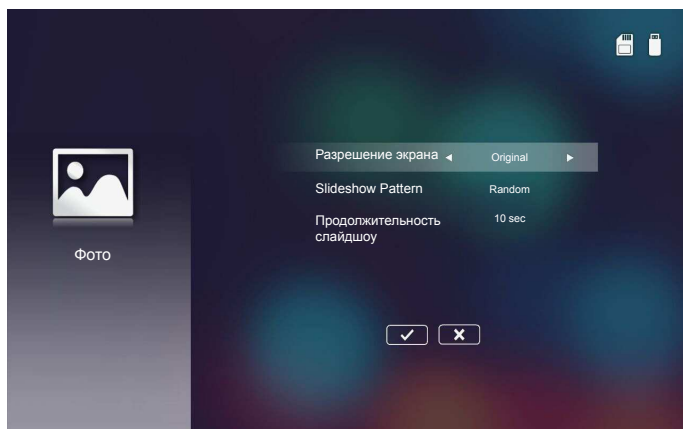 Разрешение экрана Original
Slideshow Pattern Random
Продолжительность 10 sec
слайдшоу
Фото